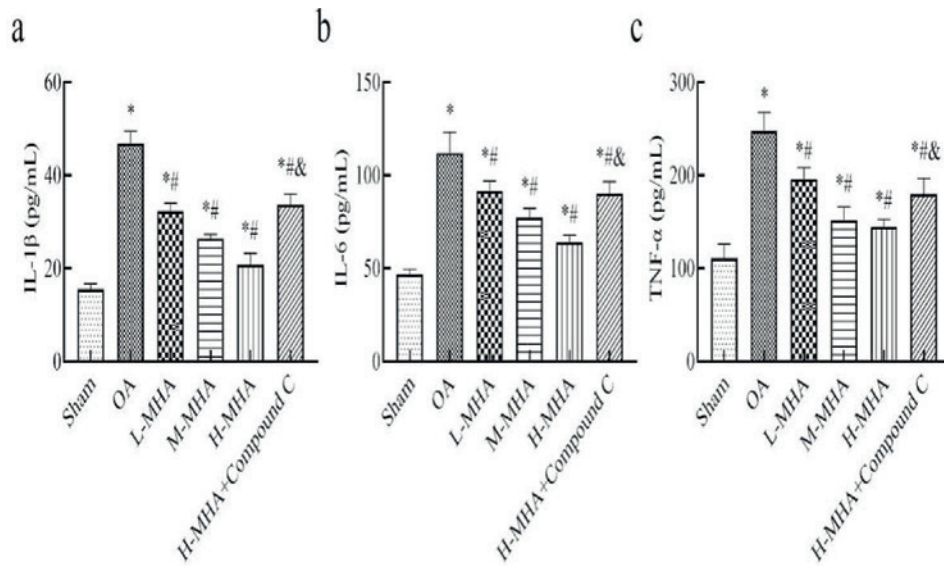 a
IL-1β (pg/mL)
60
40
20
0
*
*#
*#
*#
*#&
Sham
OA
L-MHA
M-MHA
H-MHA
H-MHA+Compound C
b
IL-6 (pg/mL)
150
100
50
0
*
*#
*#
*#
*#&
Sham
OA
L-MHA
M-MHA
H-MHA
H-MHA+Compound C
c
TNF-α (pg/mL)
300
200
100
0
*
*#
*#
*#
*#&
Sham
OA
L-MHA
M-MHA
H-MHA
H-MHA+Compound C